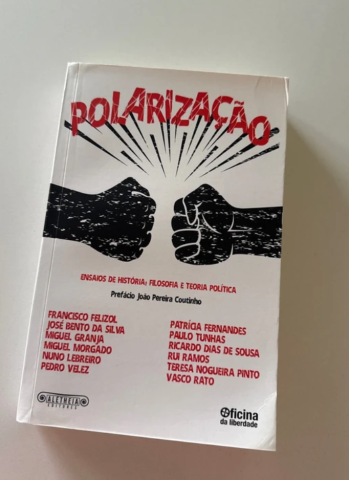 POLARIZAÇÃO
ENSAIOS DE HISTÓRIA, FILOSOFIA E TEORIA POLÍTICA
Prefácio João Pereira Coutinho
FRANCISCO FELIZOL
JOSÉ BENTO DA SILVA
MIGUEL GRANJA
MIGUEL MORGADO
NUNO LEBREIRO
PEDRO VELEZ
PATRÍCIA FERNANDES
PAULO TUNHAS
RICARDO DIAS DE SOUSA
RUI RAMOS
TERESA NOGUEIRA PINTO
VASCO RATO
ALÊTHEIA
EDITORES
Oficina
da liberdade